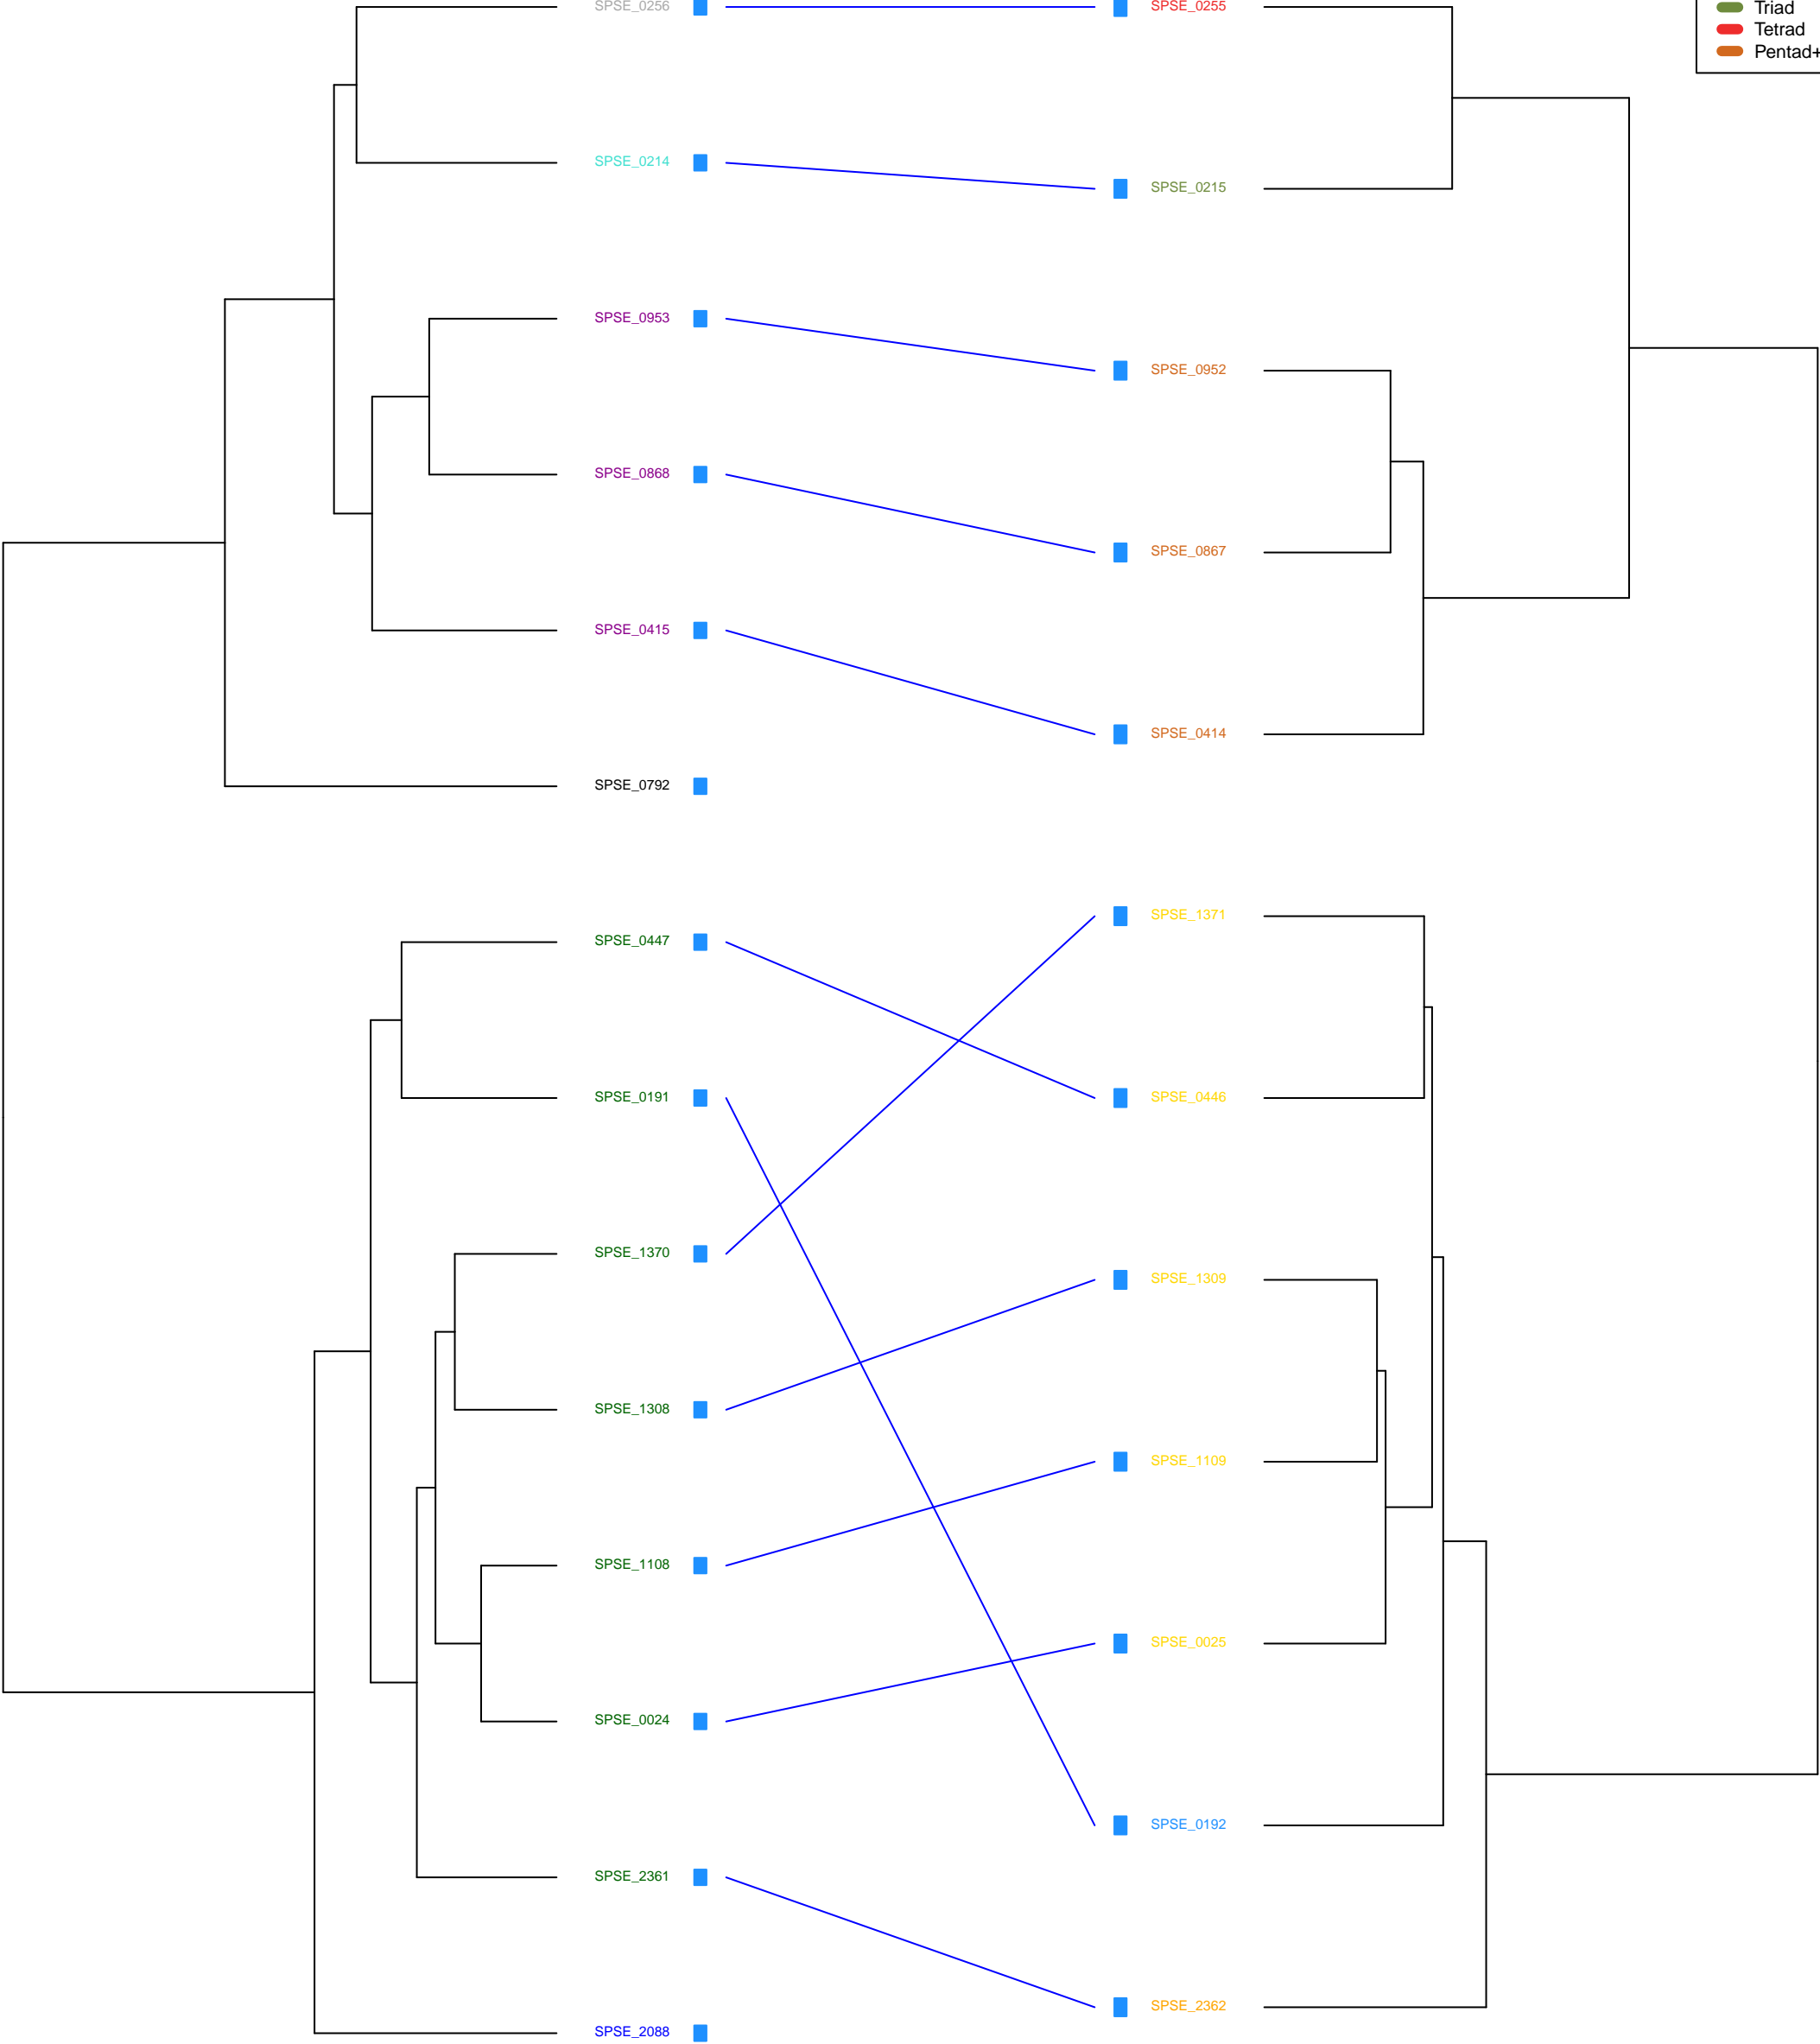 SPSE_0256 SPSE_0255
Triad
Tetrad
Pentad+
SPSE_0214
SPSE_0215
SPSE_0953
SPSE_0952
SPSE_0868
SPSE_0867
SPSE_0415
SPSE_0414
SPSE_0792
SPSE_1371
SPSE_0447
SPSE_0191 SPSE_0446
SPSE_1370
SPSE_1309
SPSE_1308
SPSE_1109
SPSE_1108
SPSE_0025
SPSE_0024
SPSE_0192
SPSE_2361
SPSE_2362
SPSE_2088